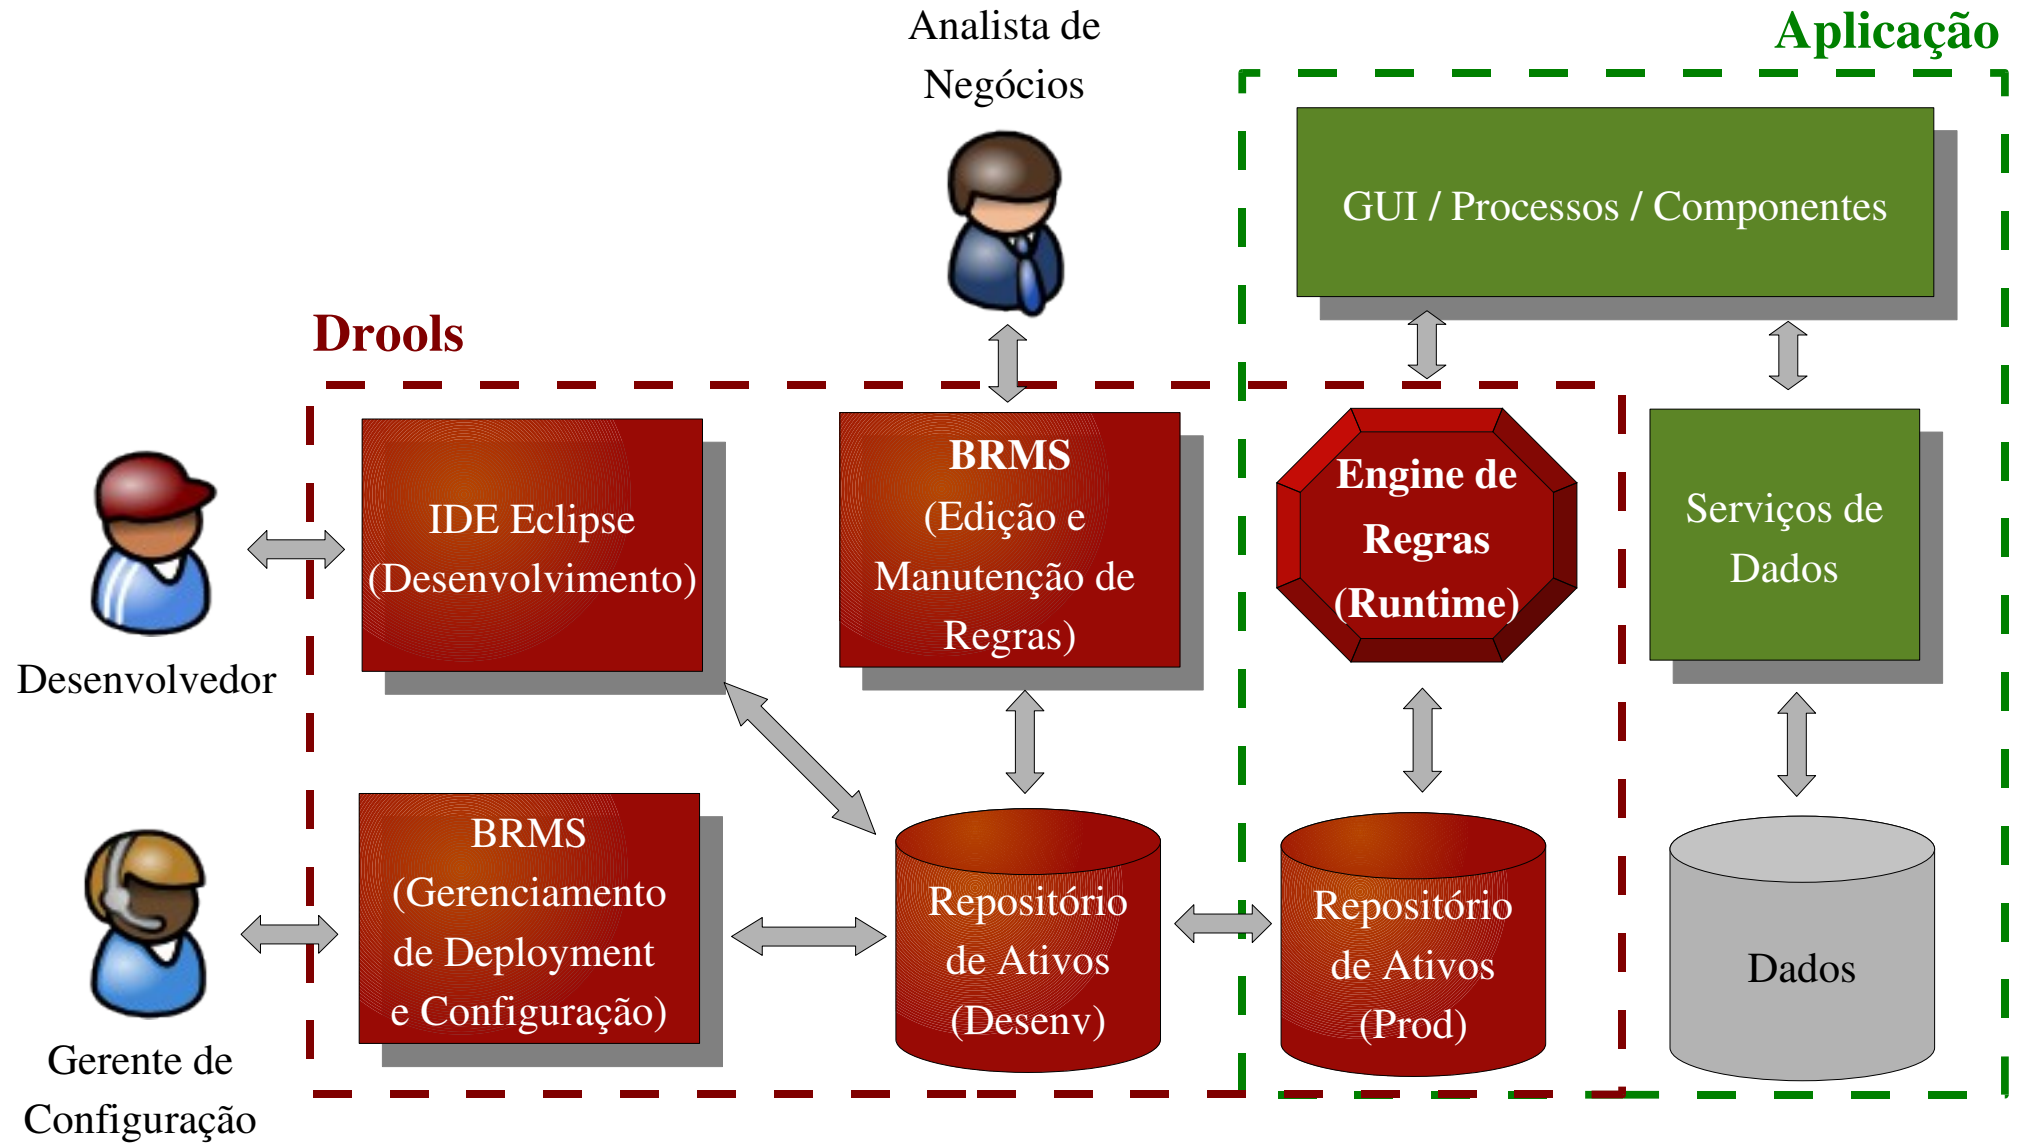 Analista de
Negócios
Aplicação
GUI / Processos / Componentes
Drools
IDE Eclipse
(Desenvolvimento)
BRMS
(Edição e
Manutenção de
Regras)
Engine de
Regras
(Runtime)
Serviços de
Dados
Desenvolvedor
BRMS
(Gerenciamento
de Deployment
e Configuração)
Repositório
de Ativos
(Desenv)
Repositório
de Ativos
(Prod)
Dados
Gerente de
Configuração